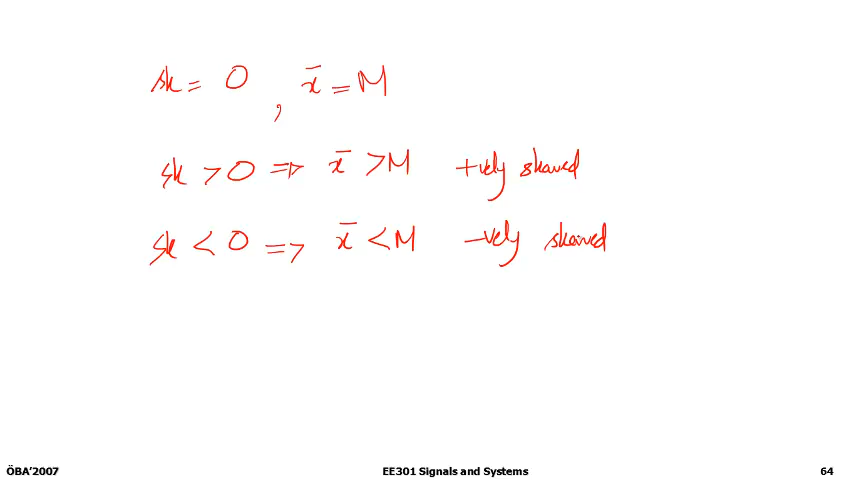 sk = 0 , x̄ = M
sk > 0 => x̄ > M +vely skewed
sk < 0 => x̄ < M -vely skewed
ÖBA'2007 EE301 Signals and Systems 64